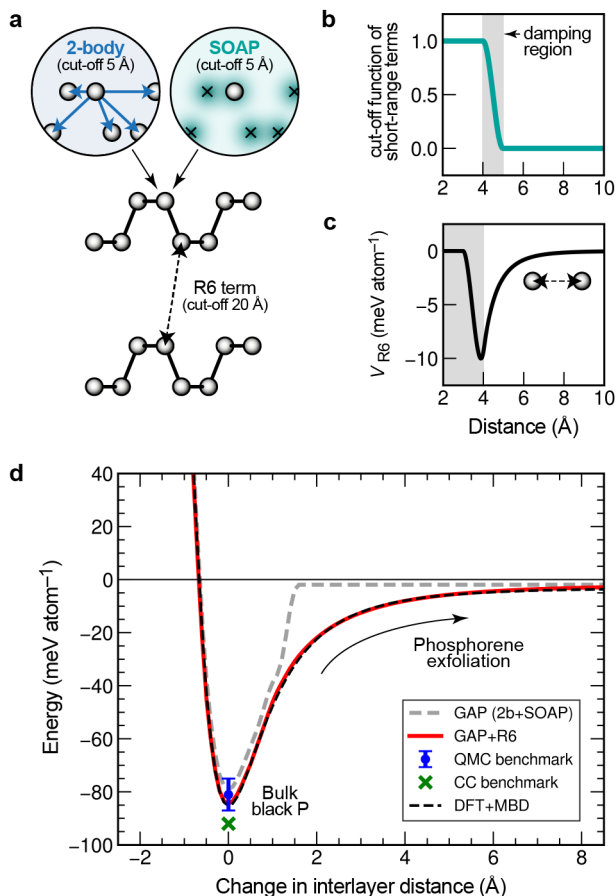 a
2-body
(cut-off 5 Å)
SOAP
(cut-off 5 Å)
R6 term
(cut-off 20 Å)
b
damping
region
cut-off function of
short-range terms
1.0
0.5
0.0
2 4 6 8 10
c
V_R6 (meV atom⁻¹)
0
−5
−10
2 4 6 8 10
Distance (Å)
d
Energy (meV atom⁻¹)
40
20
0
−20
−40
−60
−80
−100
Phosphorene
exfoliation
Bulk
black P
GAP (2b+SOAP)
GAP+R6
QMC benchmark
CC benchmark
DFT+MBD
−2 0 2 4 6 8
Change in interlayer distance (Å)